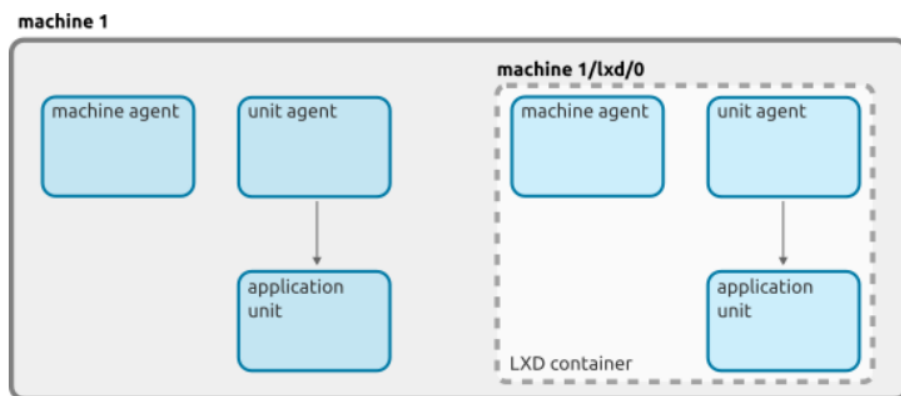 machine 1
machine 1/lxd/0
machine agent
unit agent
machine agent
unit agent
application
unit
application
unit
LXD container